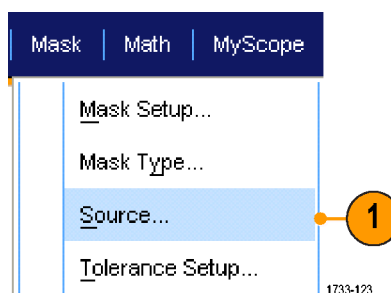 Mask Math MyScope
Mask Setup...
Mask Type...
Source...
1
Tolerance Setup...
1733-123